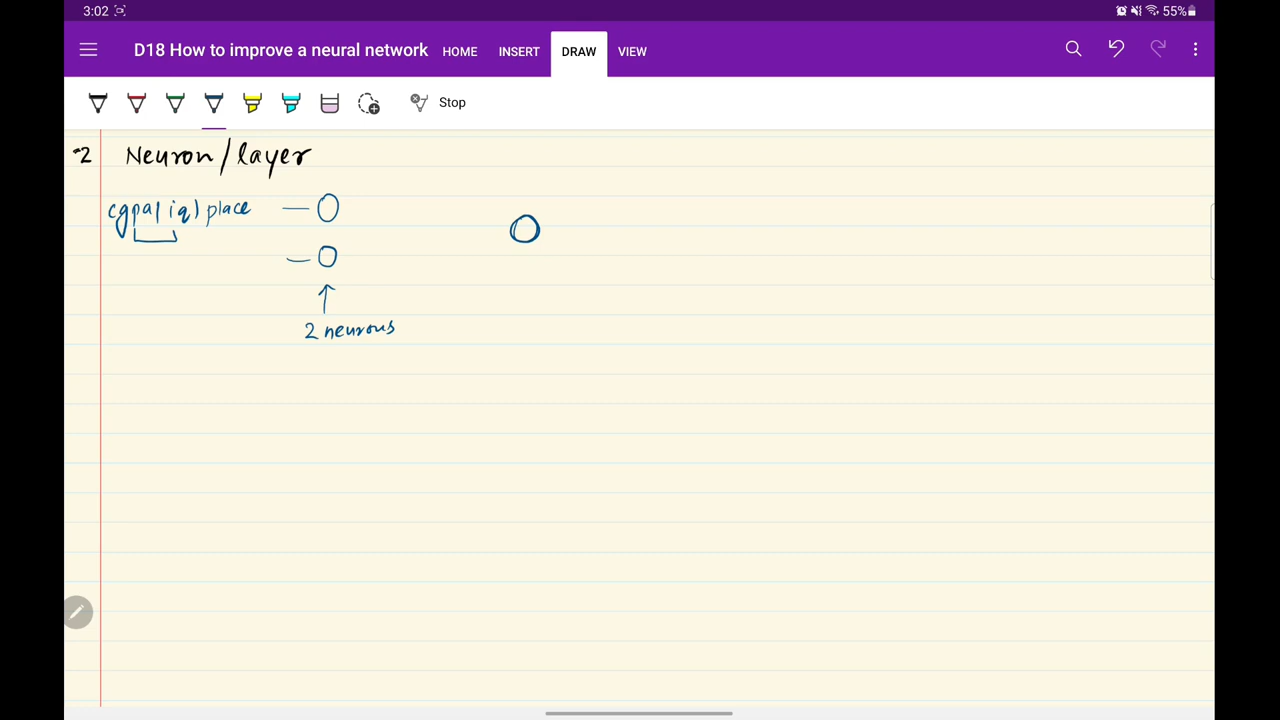 3:02
55%
D18 How to improve a neural network HOME INSERT DRAW VIEW
Stop
2 Neuron/layer
cgpa| iq| place
2 neurons